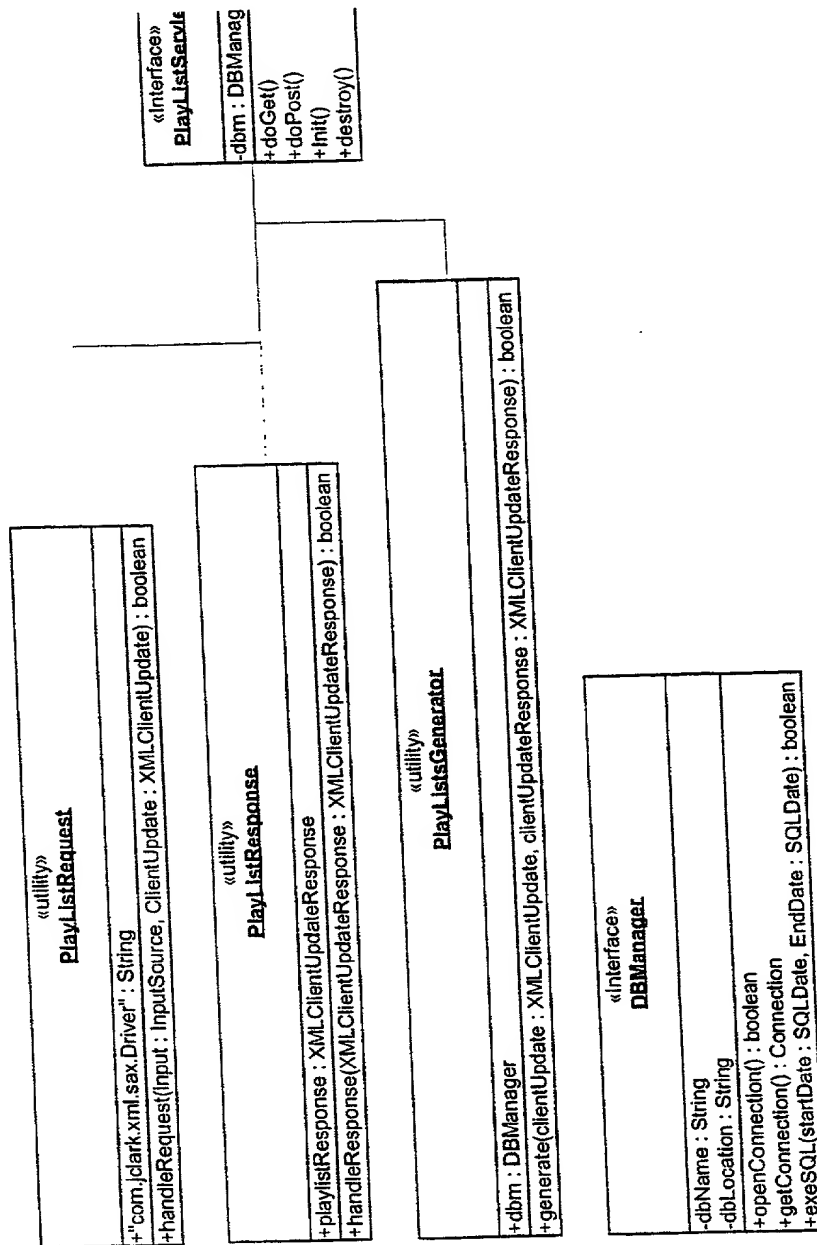 «utility»
PlayListRequest
+"com.jclark.xml.sax.Driver" : String
+handleRequest(Input : InputSource, ClientUpdate : XMLClientUpdate) : boolean
«utility»
PlayListResponse
+playlistResponse : XMLClientUpdateResponse
+handleResponse(XMLClientUpdateResponse : XMLClientUpdateResponse) : boolean
«utility»
PlayListsGenerator
+dbm : DBManager
+generate(clientUpdate : XMLClientUpdate, clientUpdateResponse : XMLClientUpdateResponse) : boolean
«Interface»
DBManager
-dbName : String
-dbLocation : String
+openConnection() : boolean
+getConnection() : Connection
+exeSQL(startDate : SQLDate, EndDate : SQLDate) : boolean
«Interface»
PlayListServle
-dbm : DBManag
+doGet()
+doPost()
+Init()
+destroy()